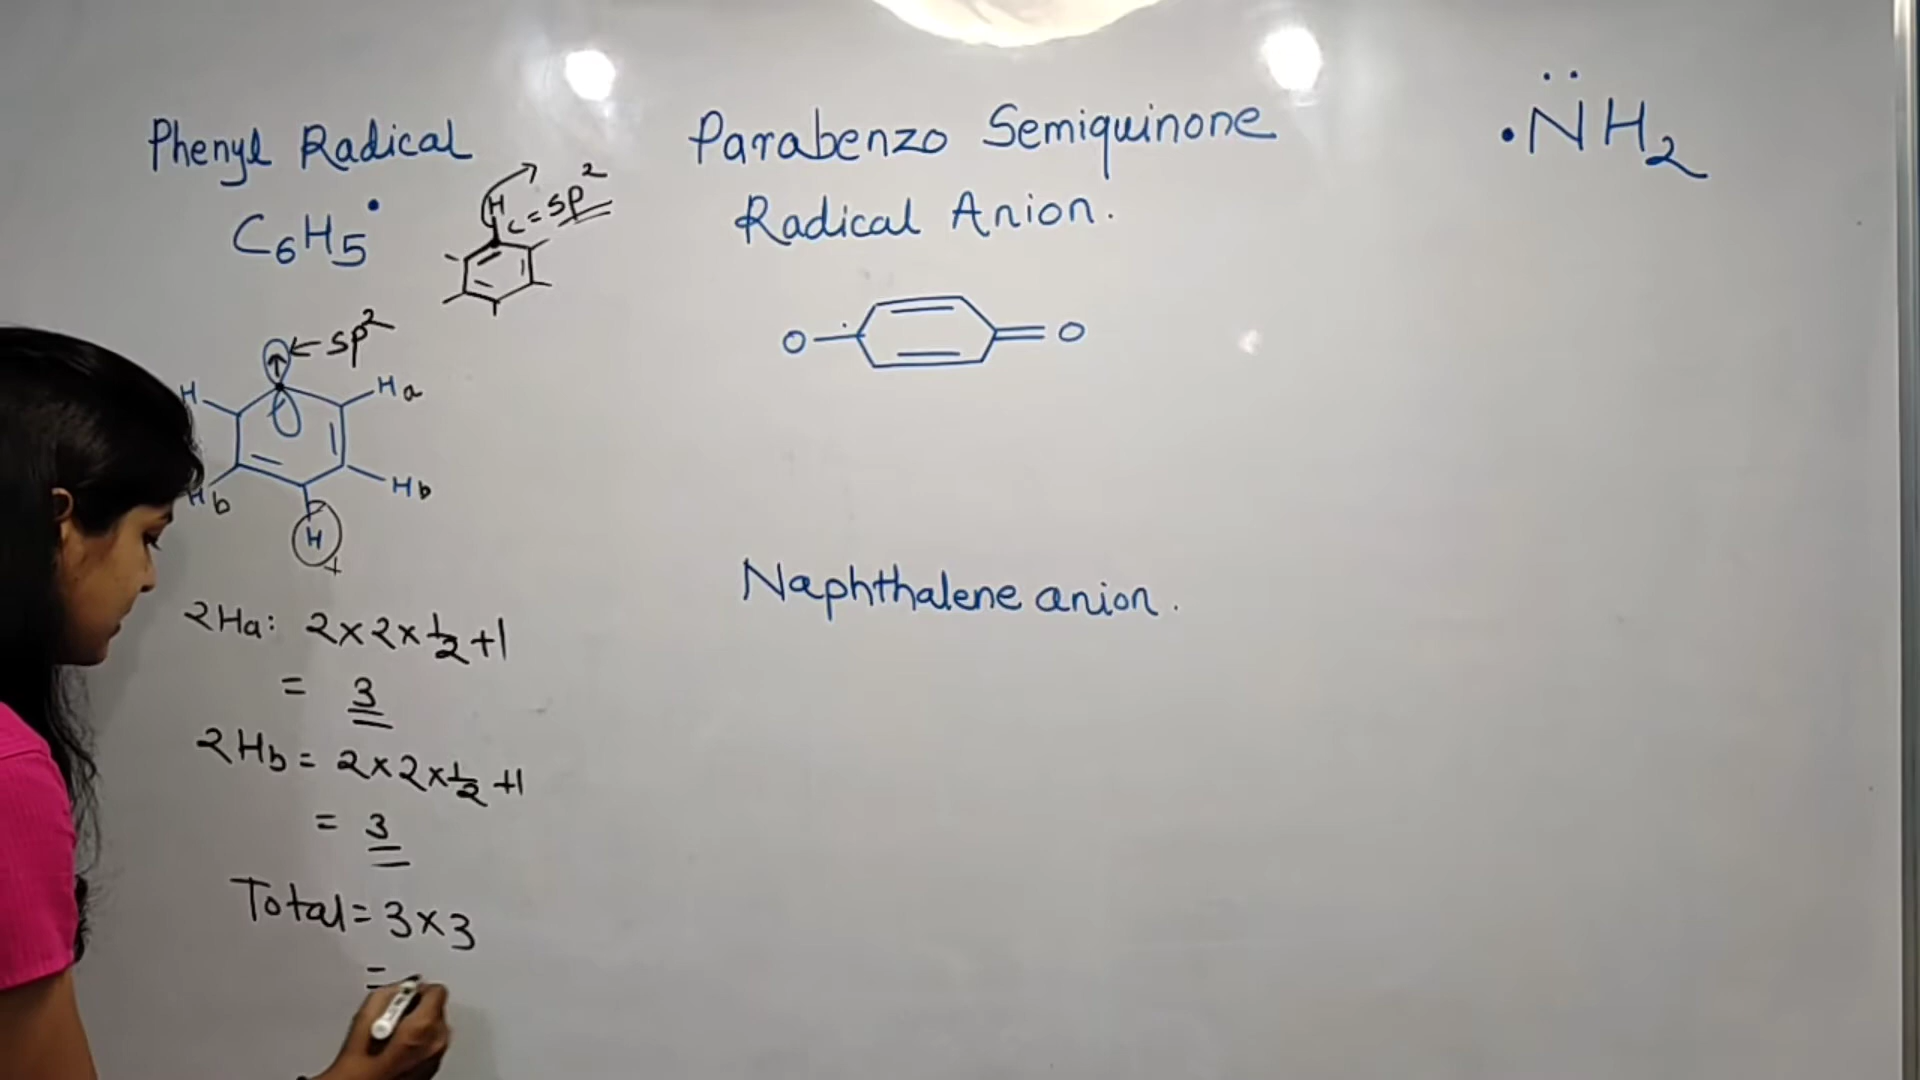 Phenyl Radical
C6H5•
H
C = sp2
← sp2
H
Ha
Hb
Hb
H
2Ha: 2×2×1/2+1
= 3
2Hb = 2×2×1/2+1
= 3
Total = 3×3
=
Parabenzo Semiquinone
Radical Anion.
O
O
Naphthalene anion.
•N̈H2